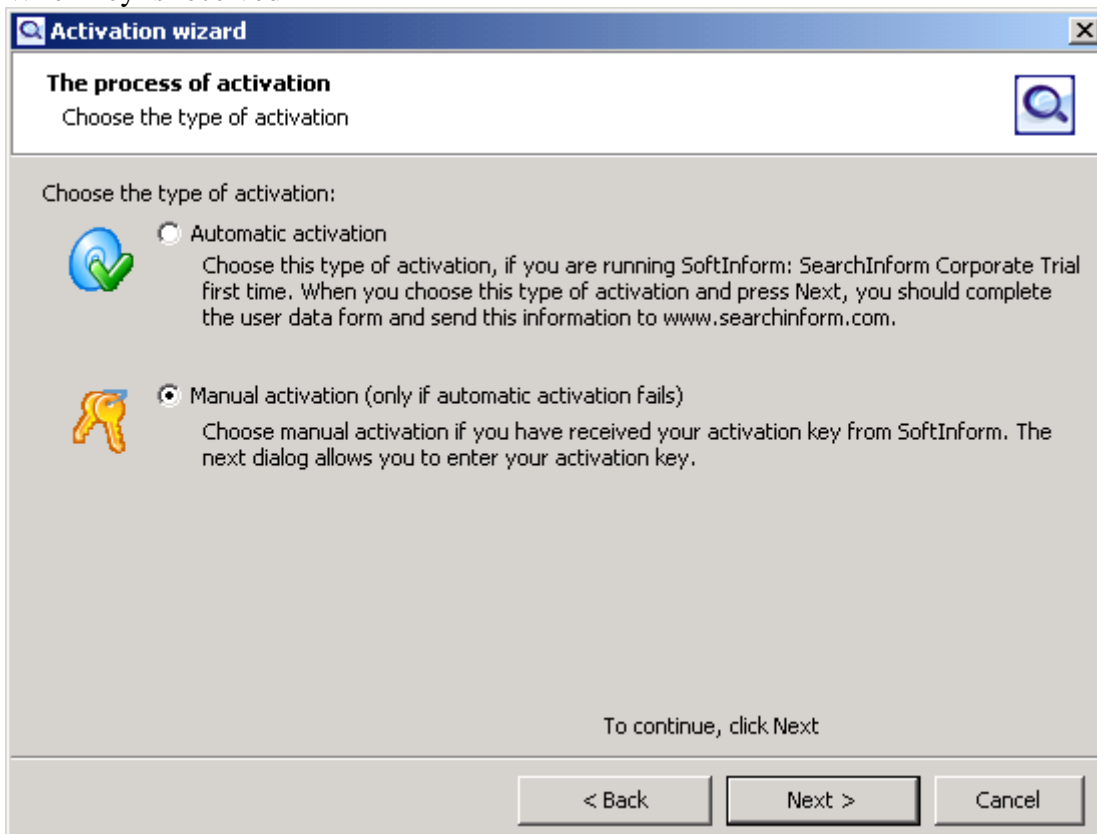 Activation wizard
The process of activation
Choose the type of activation
Choose the type of activation:
Automatic activation
Choose this type of activation, if you are running SoftInform: SearchInform Corporate Trial
first time. When you choose this type of activation and press Next, you should complete
the user data form and send this information to www.searchinform.com.
Manual activation (only if automatic activation fails)
Choose manual activation if you have received your activation key from SoftInform. The
next dialog allows you to enter your activation key.
To continue, click Next
< Back
Next >
Cancel